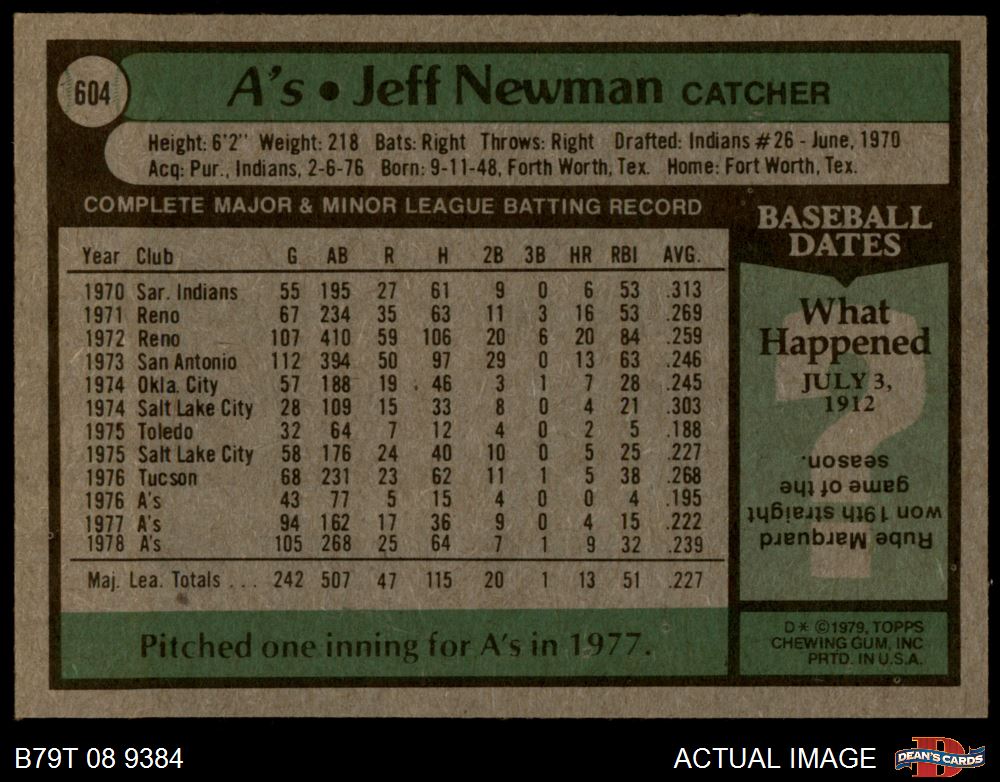 604
A's • Jeff Newman CATCHER
Height: 6'2" Weight: 218 Bats: Right Throws: Right Drafted: Indians #26 - June, 1970
Acq: Pur., Indians, 2-6-76 Born: 9-11-48, Forth Worth, Tex. Home: Fort Worth, Tex.
COMPLETE MAJOR & MINOR LEAGUE BATTING RECORD
Year Club G AB R H 2B 3B HR RBI AVG.
1970 Sar. Indians 55 195 27 61 9 0 6 53 .313
1971 Reno 67 234 35 63 11 3 16 53 .269
1972 Reno 107 410 59 106 20 6 20 84 .259
1973 San Antonio 112 394 50 97 29 0 13 63 .246
1974 Okla. City 57 188 19 46 3 1 7 28 .245
1974 Salt Lake City 28 109 15 33 8 0 4 21 .303
1975 Toledo 32 64 7 12 4 0 2 5 .188
1975 Salt Lake City 58 176 24 40 10 0 5 25 .227
1976 Tucson 68 231 23 62 11 1 5 38 .268
1976 A's 43 77 5 15 4 0 0 4 .195
1977 A's 94 162 17 36 9 0 4 15 .222
1978 A's 105 268 25 64 7 1 9 32 .239
Maj. Lea. Totals . . . 242 507 47 115 20 1 13 51 .227
Pitched one inning for A's in 1977.
BASEBALL
DATES
What
Happened
JULY 3,
1912
?
Rube Marquard
won 19th straight
game of the
season.
D* ©1979, TOPPS
CHEWING GUM, INC
PRTD. IN U.S.A.
B79T 08 9384
ACTUAL IMAGE
D
DEAN'S CARDS